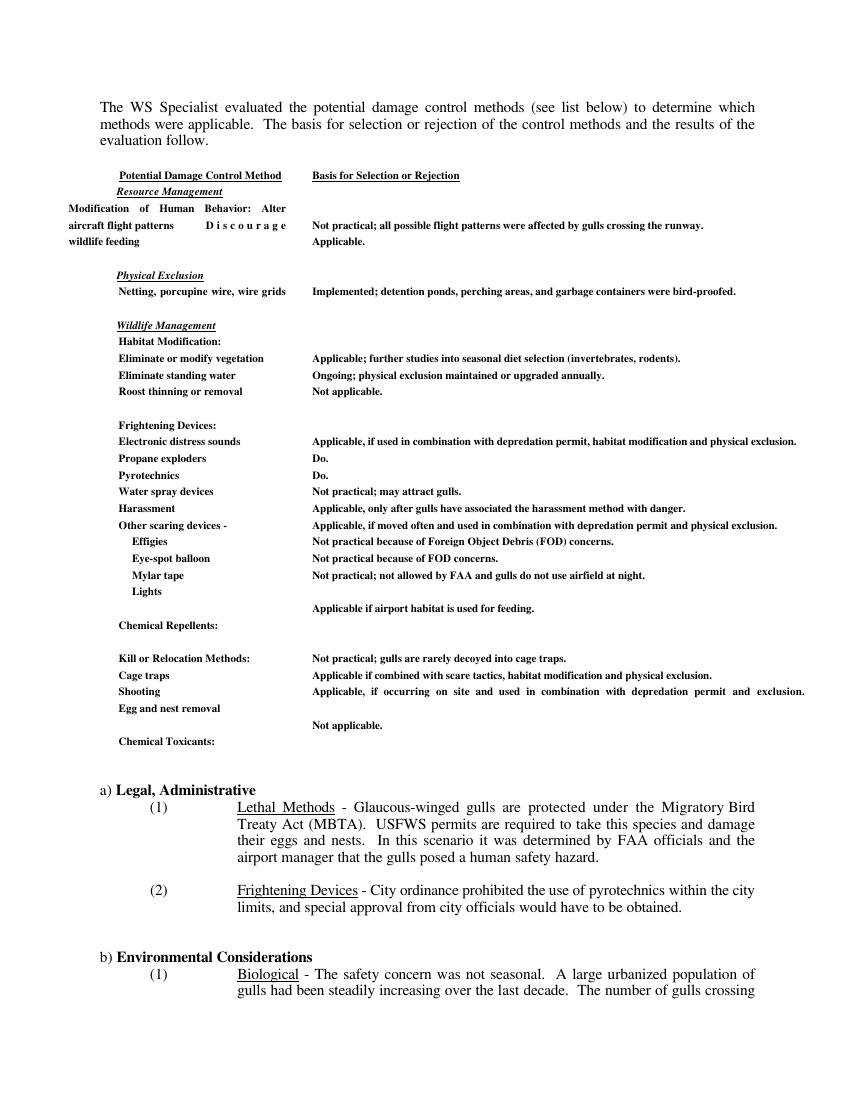 The WS Specialist evaluated the potential damage control methods (see list below) to determine which
methods were applicable. The basis for selection or rejection of the control methods and the results of the
evaluation follow.
Potential Damage Control Method Basis for Selection or Rejection
Resource Management
Modification of Human Behavior: Alter
aircraft flight patterns D i s c o u r a g e Not practical; all possible flight patterns were affected by gulls crossing the runway.
wildlife feeding Applicable.
Physical Exclusion
Netting, porcupine wire, wire grids Implemented; detention ponds, perching areas, and garbage containers were bird-proofed.
Wildlife Management
Habitat Modification:
Eliminate or modify vegetation Applicable; further studies into seasonal diet selection (invertebrates, rodents).
Eliminate standing water Ongoing; physical exclusion maintained or upgraded annually.
Roost thinning or removal Not applicable.
Frightening Devices:
Electronic distress sounds Applicable, if used in combination with depredation permit, habitat modification and physical exclusion.
Propane exploders Do.
Pyrotechnics Do.
Water spray devices Not practical; may attract gulls.
Harassment Applicable, only after gulls have associated the harassment method with danger.
Other scaring devices - Applicable, if moved often and used in combination with depredation permit and physical exclusion.
Effigies Not practical because of Foreign Object Debris (FOD) concerns.
Eye-spot balloon Not practical because of FOD concerns.
Mylar tape Not practical; not allowed by FAA and gulls do not use airfield at night.
Lights
Applicable if airport habitat is used for feeding.
Chemical Repellents:
Kill or Relocation Methods: Not practical; gulls are rarely decoyed into cage traps.
Cage traps Applicable if combined with scare tactics, habitat modification and physical exclusion.
Shooting Applicable, if occurring on site and used in combination with depredation permit and exclusion.
Egg and nest removal
Not applicable.
Chemical Toxicants:
a) Legal, Administrative
(1) Lethal Methods - Glaucous-winged gulls are protected under the Migratory Bird
Treaty Act (MBTA). USFWS permits are required to take this species and damage
their eggs and nests. In this scenario it was determined by FAA officials and the
airport manager that the gulls posed a human safety hazard.
(2) Frightening Devices - City ordinance prohibited the use of pyrotechnics within the city
limits, and special approval from city officials would have to be obtained.
b) Environmental Considerations
(1) Biological - The safety concern was not seasonal. A large urbanized population of
gulls had been steadily increasing over the last decade. The number of gulls crossing